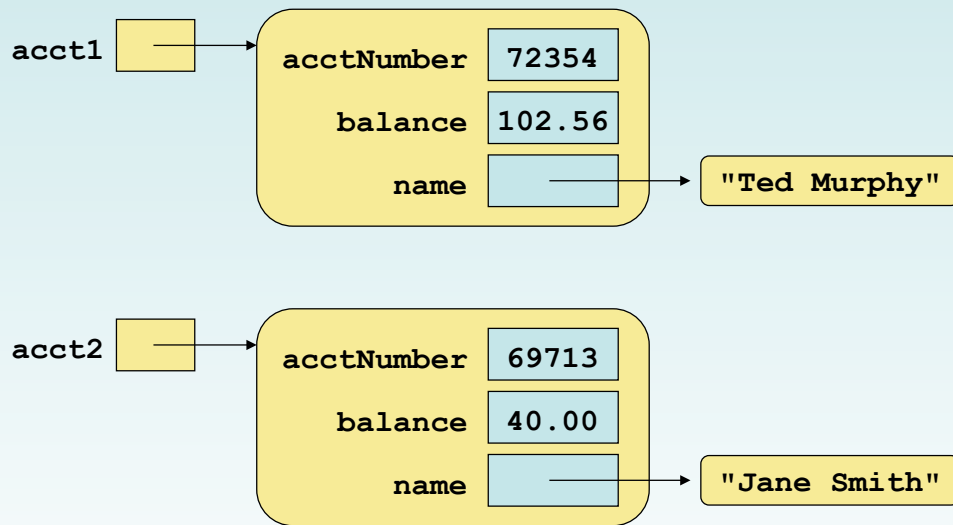 acct1
acctNumber 72354
balance 102.56
name "Ted Murphy"
acct2
acctNumber 69713
balance 40.00
name "Jane Smith"